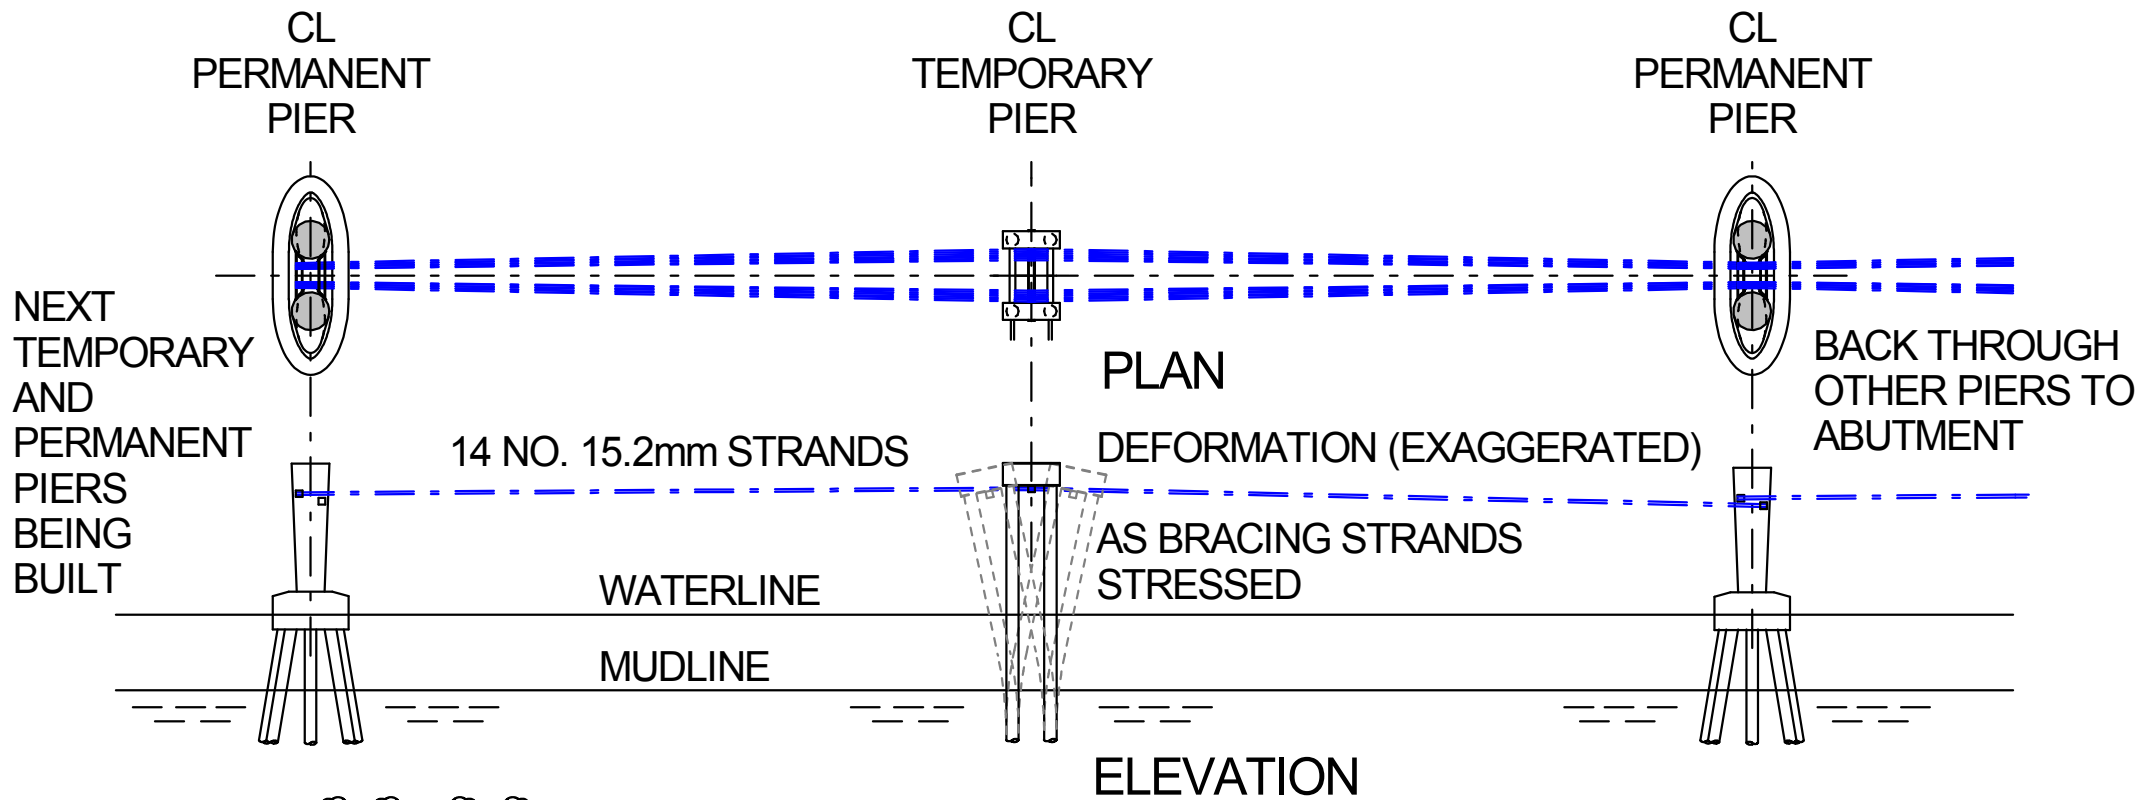 CL
PERMANENT
PIER
CL
TEMPORARY
PIER
CL
PERMANENT
PIER
NEXT
TEMPORARY
AND
PERMANENT
PIERS
BEING
BUILT
PLAN
BACK THROUGH
OTHER PIERS TO
ABUTMENT
14 NO. 15.2mm STRANDS
DEFORMATION (EXAGGERATED)
AS BRACING STRANDS
STRESSED
WATERLINE
MUDLINE
ELEVATION